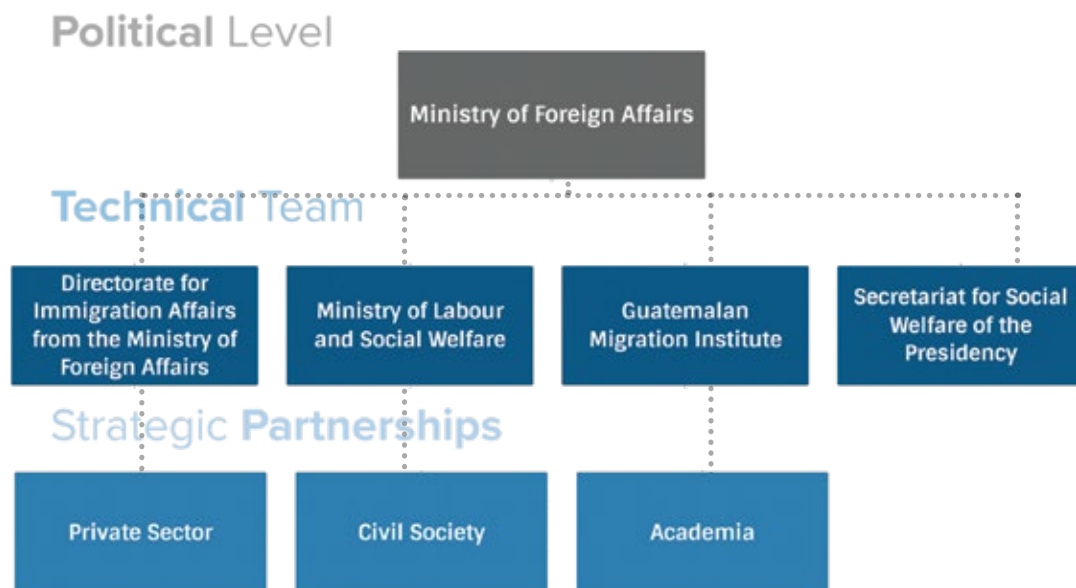 Political Level
Ministry of Foreign Affairs
Technical Team
Directorate for
Immigration Affairs
from the Ministry of
Foreign Affairs
Ministry of Labour
and Social Welfare
Guatemalan
Migration Institute
Secretariat for Social
Welfare of the
Presidency
Strategic Partnerships
Private Sector
Civil Society
Academia